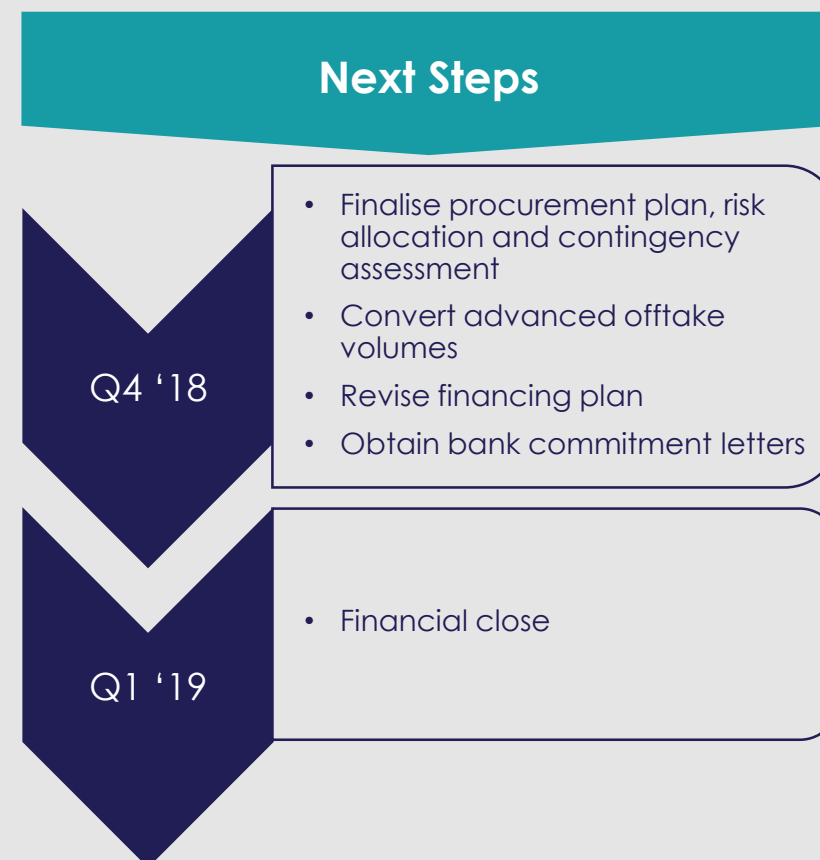 Next Steps
Q4 ‘18
• Finalise procurement plan, risk
allocation and contingency
assessment
• Convert advanced offtake
volumes
• Revise financing plan
• Obtain bank commitment letters
Q1 ‘19
• Financial close